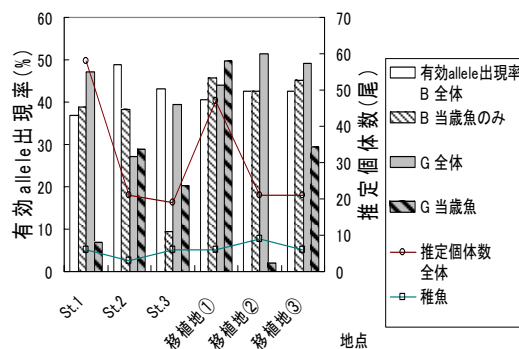 有効allele出現率(%)
60
50
40
30
20
10
0
70
60
50
40
30
20
10
0
推定個体数(尾)
St.1
St.2
St.3
移植地①
移植地②
移植地③
地点
有効allele出現率
B 全体
B 当歳魚のみ
G 全体
G 当歳魚
推定個体数
全体
稚魚